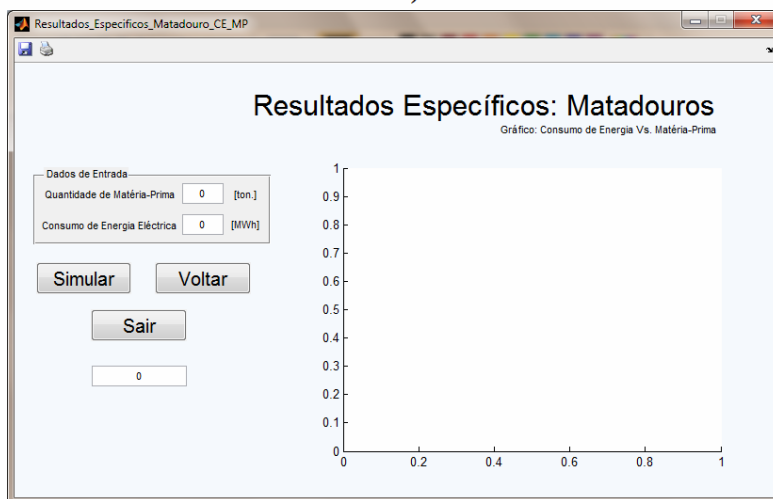 )
Resultados_Especificos_Matadouro_CE_MP
Resultados Específicos: Matadouros
Gráfico: Consumo de Energia Vs. Matéria-Prima
Dados de Entrada
Quantidade de Matéria-Prima 0 [ton.]
Consumo de Energia Eléctrica 0 [MWh]
Simular Voltar
Sair
0
1
0.9
0.8
0.7
0.6
0.5
0.4
0.3
0.2
0.1
0
0 0.2 0.4 0.6 0.8 1